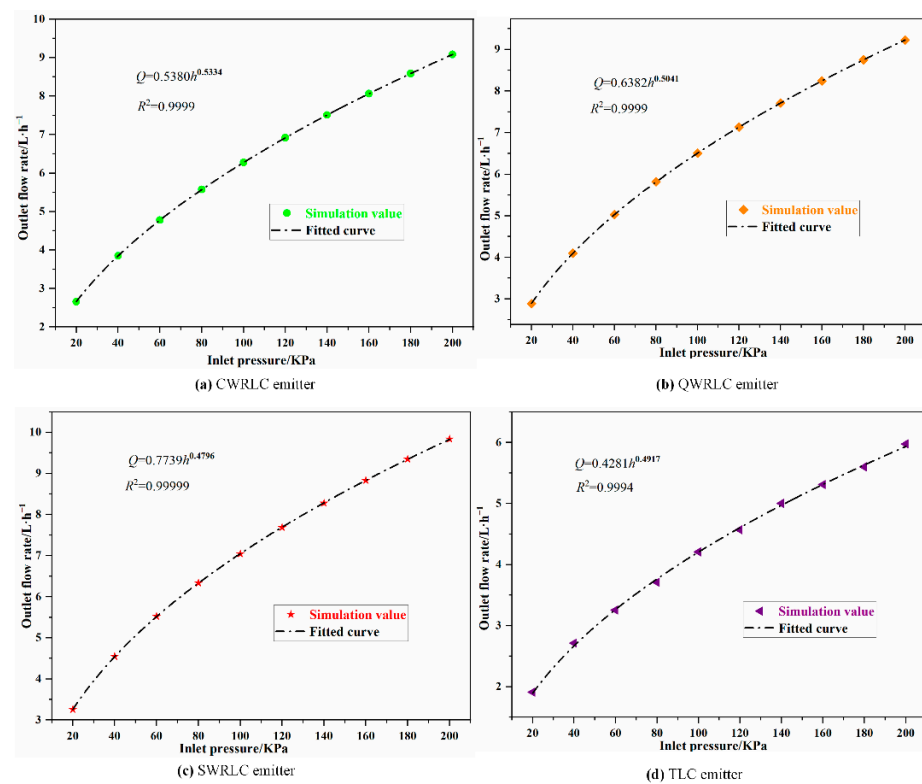 10
9
8
7
6
5
4
3
2
Outlet flow rate/L·h⁻¹
Q=0.5380h^0.5334
R²=0.9999
Simulation value
Fitted curve
20 40 60 80 100 120 140 160 180 200
Inlet pressure/KPa
(a) CWRLC emitter
9
8
7
6
5
4
3
Outlet flow rate/L·h⁻¹
Q=0.6382h^0.5041
R²=0.9999
Simulation value
Fitted curve
20 40 60 80 100 120 140 160 180 200
Inlet pressure/KPa
(b) QWRLC emitter
10
9
8
7
6
5
4
3
Outlet flow rate/L·h⁻¹
Q=0.7739h^0.4796
R²=0.99999
Simulation value
Fitted curve
20 40 60 80 100 120 140 160 180 200
Inlet pressure/KPa
(c) SWRLC emitter
6
5
4
3
2
Outlet flow rate/L·h⁻¹
Q=0.4281h^0.4917
R²=0.9994
Simulation value
Fitted curve
20 40 60 80 100 120 140 160 180 200
Inlet pressure/KPa
(d) TLC emitter